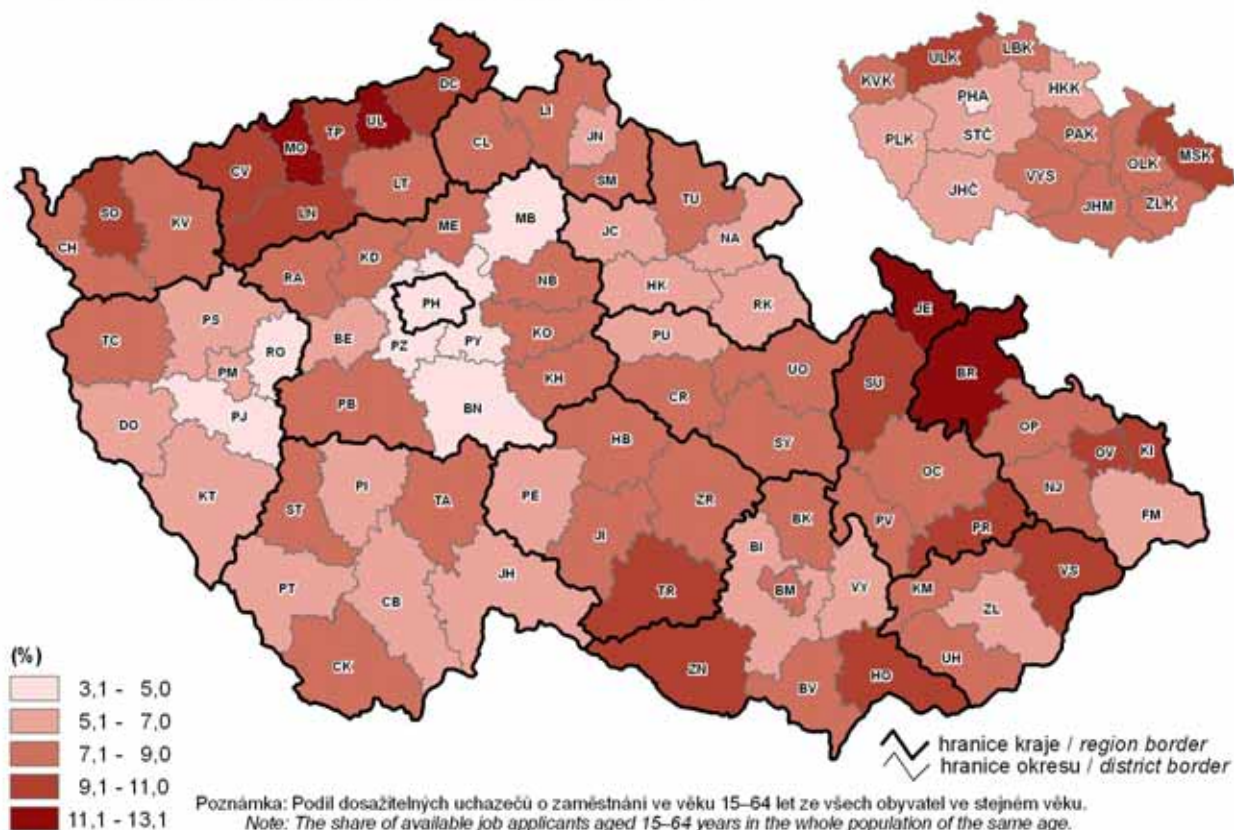 DC
UL
TP
MO
CV
LT
LN
SO
KV
CH
CL
LI
JN
SM
TU
MB
ME
JC
NA
KD
RA
NB
HK
RK
PH
PS
TC
RO
BE
PZ
PY
KO
PU
PM
KH
UO
PB
BN
CR
DO
PJ
SY
HB
KT
ST
PI
TA
PE
ZR
JI
PT
CB
JH
TR
CK
BK
BI
BM
VY
ZN
BV
HO
JE
BR
SU
OP
OV
KI
OC
NJ
FM
PV
PR
VS
KM
ZL
UH
KVK
ULK
LBK
HKK
PHA
STČ
PLK
PAK
JHČ
VYS
OLK
MSK
JHM
ZLK
(%)
3,1 - 5,0
5,1 - 7,0
7,1 - 9,0
9,1 - 11,0
11,1 - 13,1
hranice kraje / region border
hranice okresu / district border
Poznámka: Podíl dosažitelných uchazečů o zaměstnání ve věku 15–64 let ze všech obyvatel ve stejném věku.
Note: The share of available job applicants aged 15–64 years in the whole population of the same age.